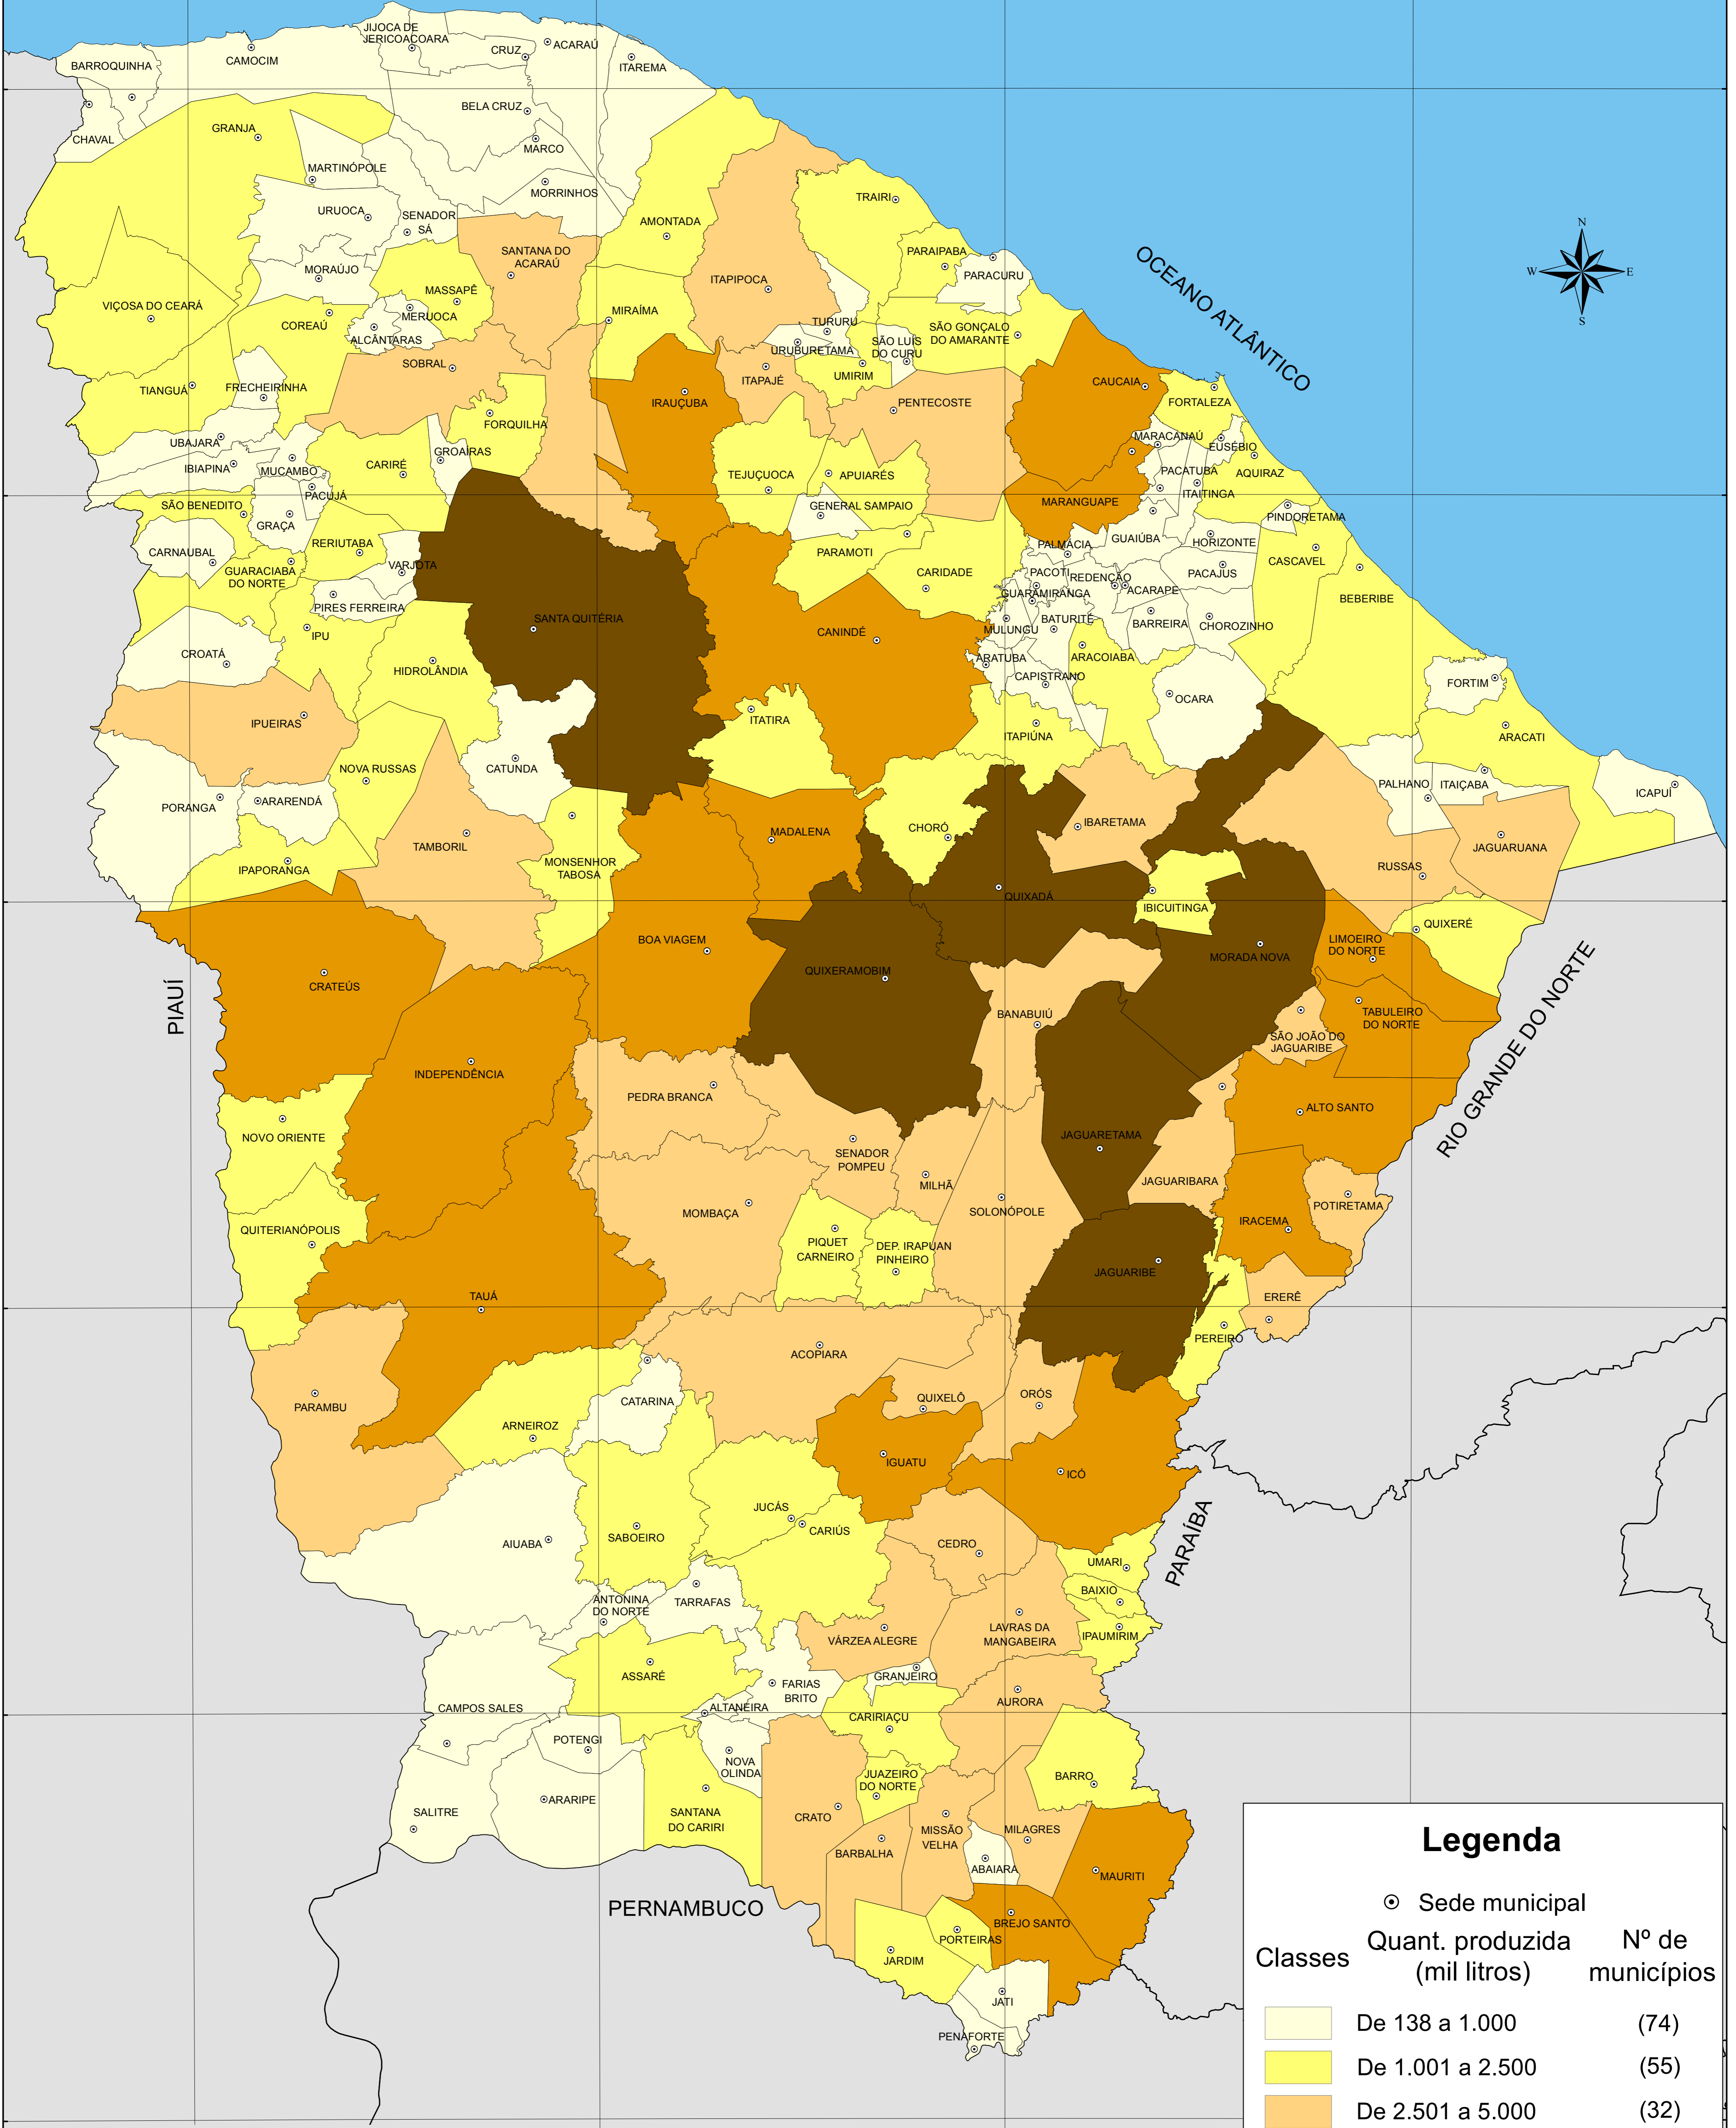 JIJOCA DE
JERICOACOARA
CRUZ
ACARAÚ
BARROQUINHA
CAMOCIM
ITAREMA
BELA CRUZ
GRANJA
CHAVAL
MARCO
MARTINÓPOLE
MORRINHOS
TRAIRI
URUOCA
SENADOR
SÁ
AMONTADA
N
W
E
S
OCEANO ATLÂNTICO
SANTANA DO
ACARAÚ
PARAIPABA
MORAÚJO
PARACURU
ITAPIPOCA
MASSAPÊ
VIÇOSA DO CEARÁ
MIRAÍMA
MERUOCA
COREAÚ
TURURU
SÃO GONÇALO
DO AMARANTE
ALCÂNTARAS
SÃO LUÍS
DO CURU
URUBURETAMA
SOBRAL
UMIRIM
ITAPAJÉ
CAUCAIA
TIANGUÁ
FRECHEIRINHA
IRAUÇUBA
PENTECOSTE
FORTALEZA
FORQUILHA
UBAJARA
MARACANAÚ
EUSÉBIO
GROAÍRAS
IBIAPINA
MUCAMBO
CARIRÉ
PACATUBA
AQUIRAZ
TEJUÇUOCA
APUIARÉS
PACUJÁ
ITAITINGA
SÃO BENEDITO
GENERAL SAMPAIO
MARANGUAPE
GRAÇA
PINDORETAMA
RERIUTABA
PALMÁCIA
GUAIÚBA
HORIZONTE
CARNAUBAL
PARAMOTI
VARJOTA
CASCAVEL
GUARACIABA
DO NORTE
CARIDADE
PACOTI
REDENÇÃO
PACAJUS
ACARAPE
GUARAMIRANGA
BEBERIBE
PIRES FERREIRA
SANTA QUITÉRIA
BATURITÉ
BARREIRA
CHOROZINHO
IPU
CANINDÉ
MULUNGU
CROATÁ
ARATUBA
ARACOIABA
HIDROLÂNDIA
CAPISTRANO
FORTIM
OCARA
IPUEIRAS
ITATIRA
ITAPIÚNA
ARACATI
NOVA RUSSAS
CATUNDA
PALHANO
ITAIÇABA
ICAPUÍ
PORANGA
ARARENDÁ
IBARETAMA
CHORÓ
MADALENA
TAMBORIL
JAGUARUANA
MONSENHOR
TABOSA
IPAPORANGA
RUSSAS
QUIXADÁ
IBICUITINGA
QUIXERÉ
BOA VIAGEM
LIMOEIRO
DO NORTE
QUIXERAMOBIM
MORADA NOVA
CRATEÚS
PIAUÍ
BANABUIÚ
TABULEIRO
DO NORTE
RIO GRANDE DO NORTE
SÃO JOÃO DO
JAGUARIBE
INDEPENDÊNCIA
PEDRA BRANCA
ALTO SANTO
NOVO ORIENTE
JAGUARETAMA
SENADOR
POMPEU
MILHÃ
JAGUARIBARA
POTIRETAMA
MOMBAÇA
SOLONÓPOLE
IRACEMA
QUITERIANÓPOLIS
PIQUET
CARNEIRO
DEP. IRAPUAN
PINHEIRO
JAGUARIBE
TAUÁ
ERERÊ
PEREIRO
ACOPIARA
PARAMBU
CATARINA
QUIXELÔ
ORÓS
ARNEIROZ
IGUATU
ICÓ
JUCÁS
CARIÚS
SABOEIRO
AIUABA
CEDRO
PARAÍBA
UMARI
BAIXIO
ANTONINA
DO NORTE
TARRAFAS
LAVRAS DA
MANGABEIRA
VÁRZEA ALEGRE
IPAUMIRIM
ASSARÉ
GRANJEIRO
FARIAS
BRITO
AURORA
CAMPOS SALES
ALTANEIRA
CARIRIAÇU
POTENGI
NOVA
OLINDA
JUAZEIRO
DO NORTE
BARRO
ARARIPE
SALITRE
SANTANA
DO CARIRI
CRATO
MISSÃO
VELHA
MILAGRES
BARBALHA
ABAIARA
MAURITI
PERNAMBUCO
BREJO SANTO
PORTEIRAS
JARDIM
JATI
PENAFORTE
Legenda
Sede municipal
Classes Quant. produzida Nº de
(mil litros) municípios
De 138 a 1.000 (74)
De 1.001 a 2.500 (55)
De 2.501 a 5.000 (32)